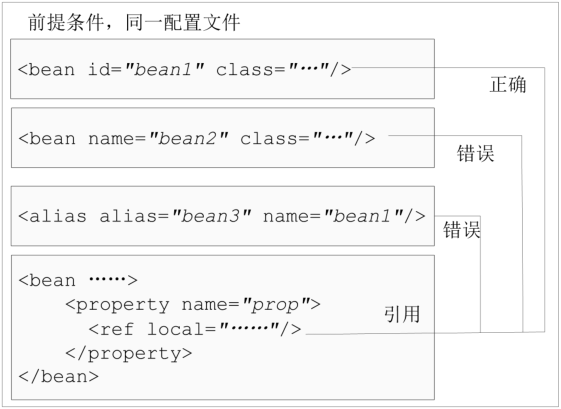 前提条件，同一配置文件
<bean id="bean1" class="…"/>
正确
<bean name="bean2" class="…"/>
错误
<alias alias="bean3" name="bean1"/>
错误
<bean ……>
<property name="prop">
引用
<ref local="……"/>
</property>
</bean>